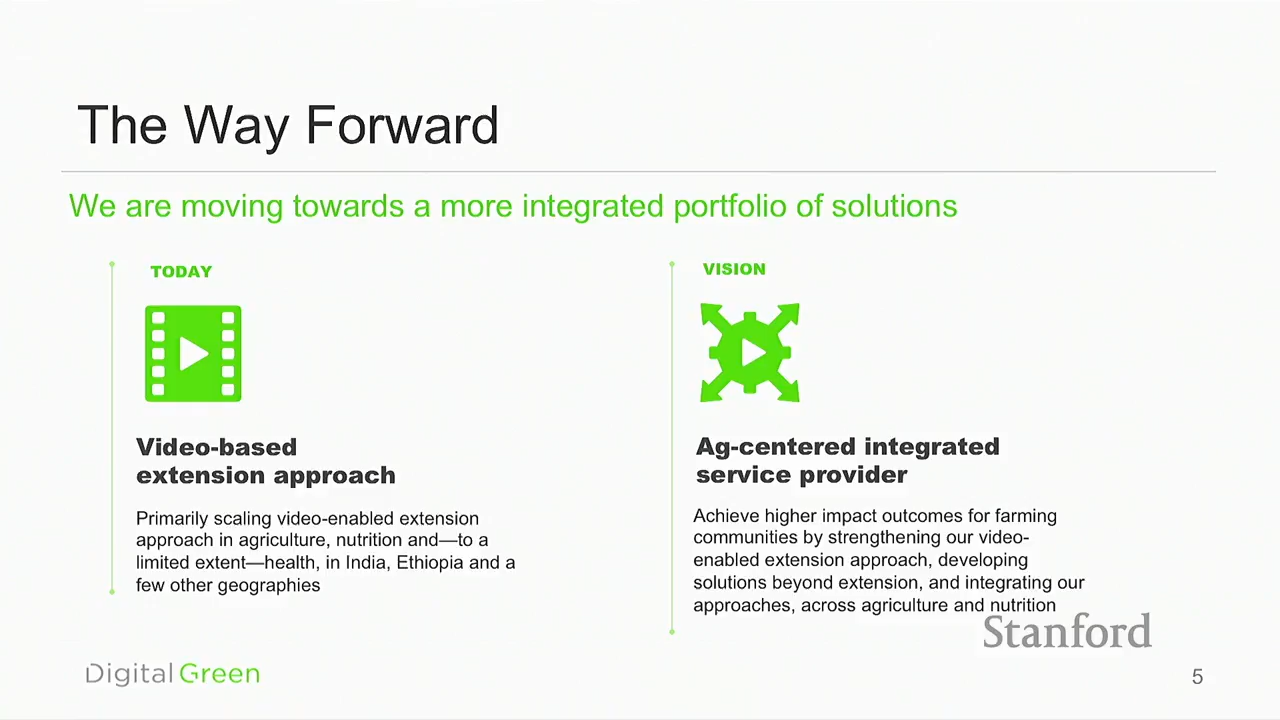 The Way Forward
We are moving towards a more integrated portfolio of solutions
TODAY
Video-based
extension approach
Primarily scaling video-enabled extension
approach in agriculture, nutrition and—to a
limited extent—health, in India, Ethiopia and a
few other geographies
VISION
Ag-centered integrated
service provider
Achieve higher impact outcomes for farming
communities by strengthening our video-
enabled extension approach, developing
solutions beyond extension, and integrating our
approaches, across agriculture and nutrition
Stanford
Digital Green
5